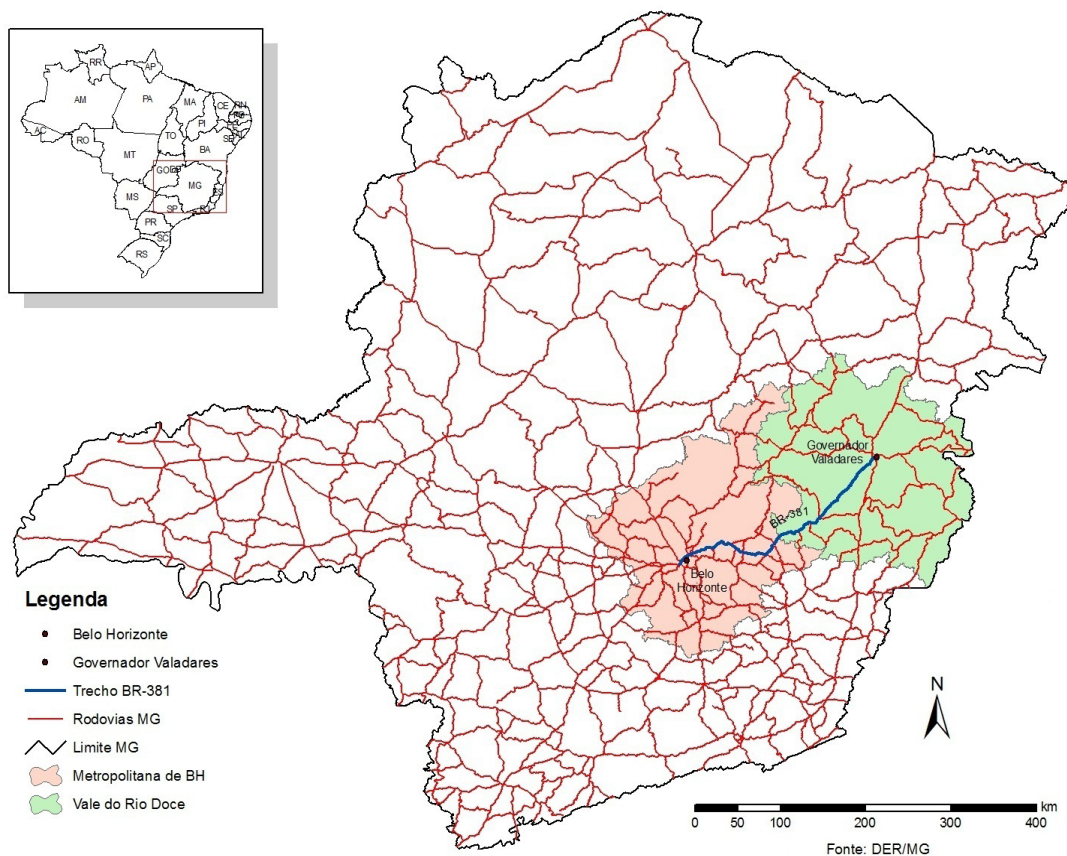 RR
AP
AM
PA
MA
CE
RN
PI
AC
TO
RO
SE
BA
MT
GO
DF
MG
ES
MS
SP
RJ
PR
SC
RS
Governador
Valadares
BR-381
Belo
Horizonte
Legenda
Belo Horizonte
Governador Valadares
Trecho BR-381
Rodovias MG
Limite MG
Metropolitana de BH
Vale do Rio Doce
N
km
0 50 100 200 300 400
Fonte: DER/MG